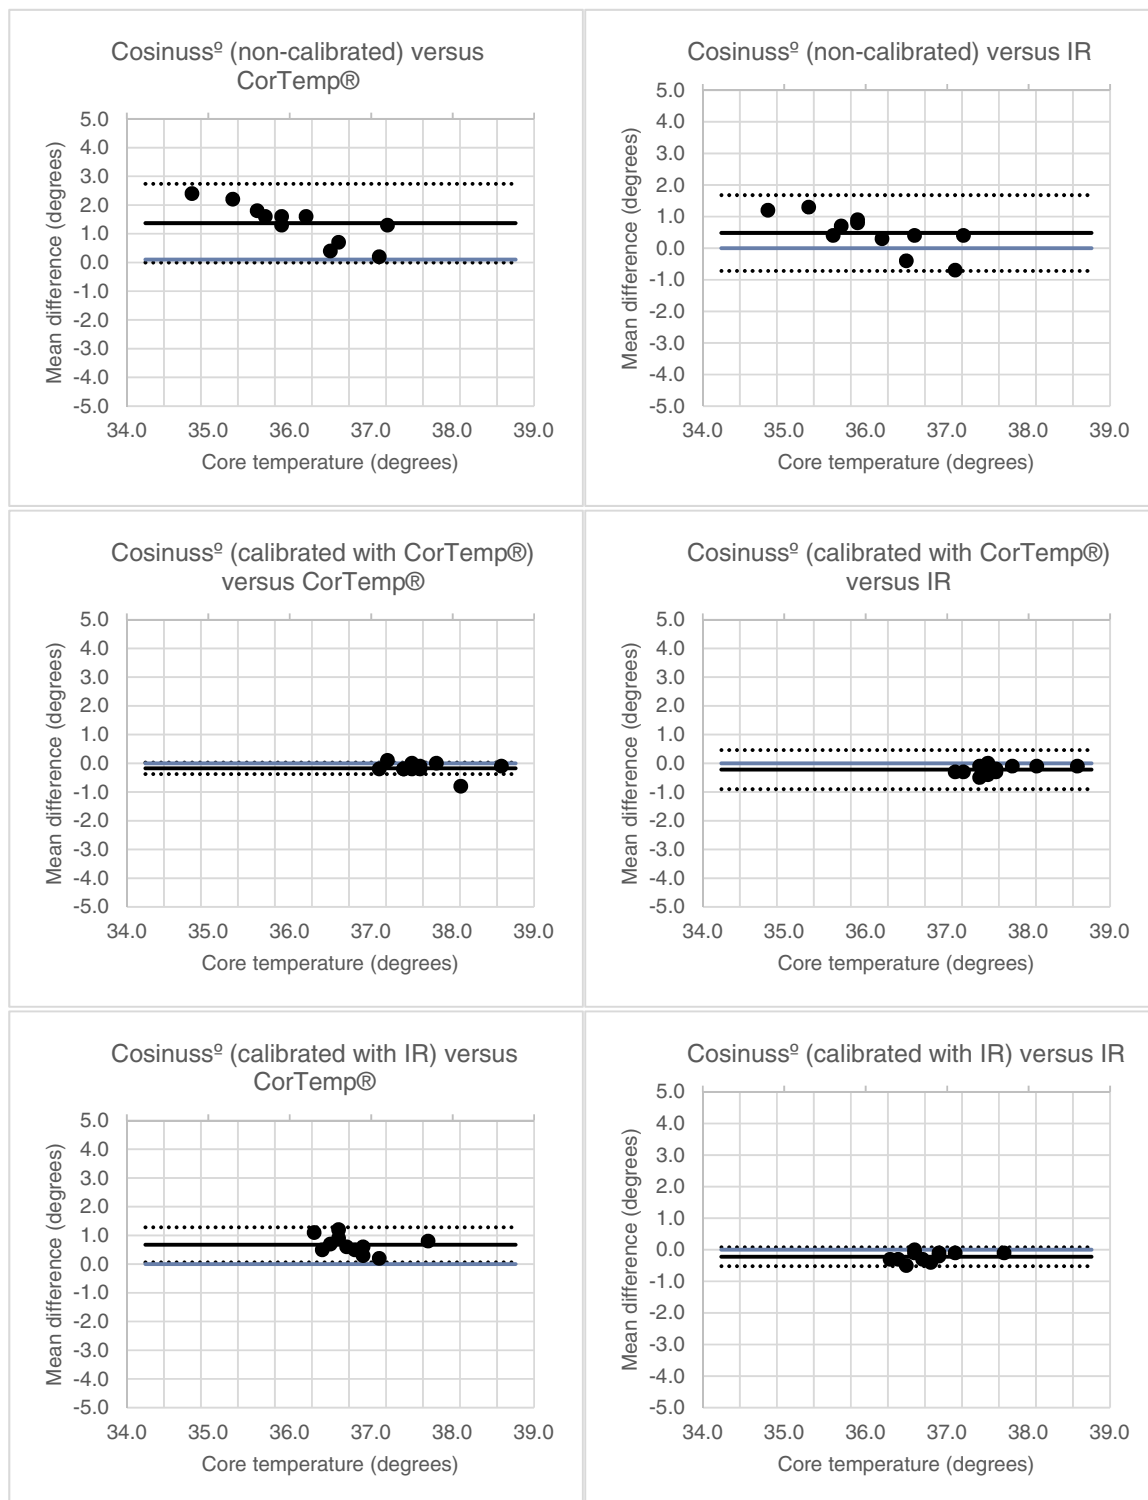 Cosinussº (non-calibrated) versus
CorTemp®
5.0
4.0
3.0
2.0
1.0
0.0
-1.0
-2.0
-3.0
-4.0
-5.0
34.0 35.0 36.0 37.0 38.0 39.0
Mean difference (degrees)
Core temperature (degrees)
Cosinussº (non-calibrated) versus IR
5.0
4.0
3.0
2.0
1.0
0.0
-1.0
-2.0
-3.0
-4.0
-5.0
34.0 35.0 36.0 37.0 38.0 39.0
Mean difference (degrees)
Core temperature (degrees)
Cosinussº (calibrated with CorTemp®)
versus CorTemp®
5.0
4.0
3.0
2.0
1.0
0.0
-1.0
-2.0
-3.0
-4.0
-5.0
34.0 35.0 36.0 37.0 38.0 39.0
Mean difference (degrees)
Core temperature (degrees)
Cosinussº (calibrated with CorTemp®)
versus IR
5.0
4.0
3.0
2.0
1.0
0.0
-1.0
-2.0
-3.0
-4.0
-5.0
34.0 35.0 36.0 37.0 38.0 39.0
Mean difference (degrees)
Core temperature (degrees)
Cosinussº (calibrated with IR) versus
CorTemp®
5.0
4.0
3.0
2.0
1.0
0.0
-1.0
-2.0
-3.0
-4.0
-5.0
34.0 35.0 36.0 37.0 38.0 39.0
Mean difference (degrees)
Core temperature (degrees)
Cosinussº (calibrated with IR) versus IR
5.0
4.0
3.0
2.0
1.0
0.0
-1.0
-2.0
-3.0
-4.0
-5.0
34.0 35.0 36.0 37.0 38.0 39.0
Mean difference (degrees)
Core temperature (degrees)